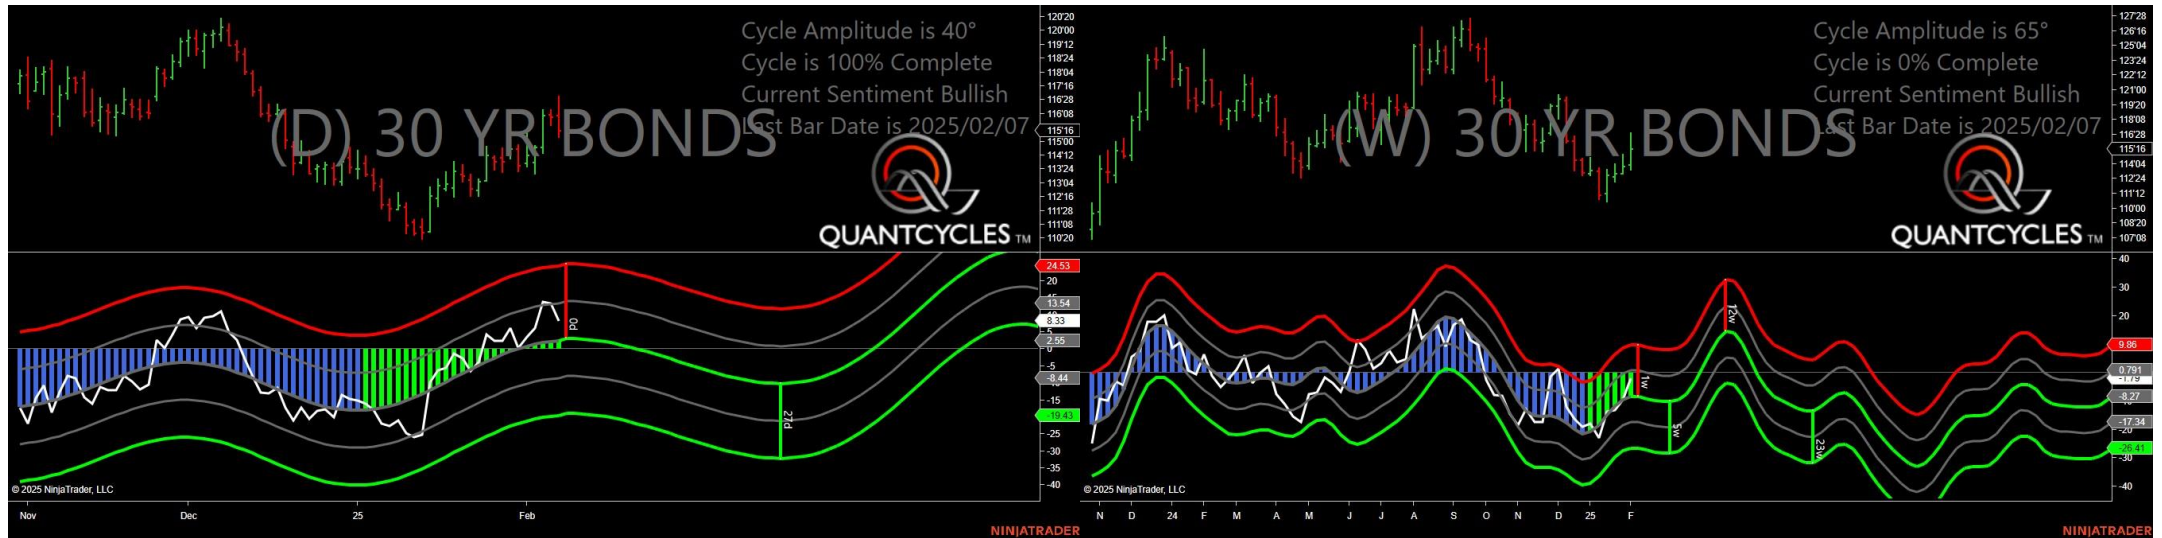 Cycle Amplitude is 40°
Cycle is 100% Complete
Current Sentiment Bullish
Last Bar Date is 2025/02/07
(D) 30 YR BONDS
QUANTCYCLES TM
120'20
120'00
119'12
118'24
118'04
117'16
116'28
116'08
115'16
115'00
114'12
113'24
113'04
112'16
111'28
111'08
110'20
24.53
20
13.54
8.33
5
2.55
0
-5
-8.44
-15
-19.43
-25
-30
-35
-40
0d
27d
© 2025 NinjaTrader, LLC
Nov Dec 25 Feb
NINJATRADER
Cycle Amplitude is 65°
Cycle is 0% Complete
Current Sentiment Bullish
Last Bar Date is 2025/02/07
(W) 30 YR BONDS
QUANTCYCLES TM
127'28
126'16
125'04
123'24
122'12
121'00
119'20
118'08
116'28
115'16
114'04
112'24
111'12
110'00
108'20
107'08
40
30
20
9.86
0.791
-1.79
-8.27
-17.34
-20
-26.41
-30
-40
1w
5w
12w
23w
© 2025 NinjaTrader, LLC
N D 24 F M A M J J A S O N D 25 F
NINJATRADER